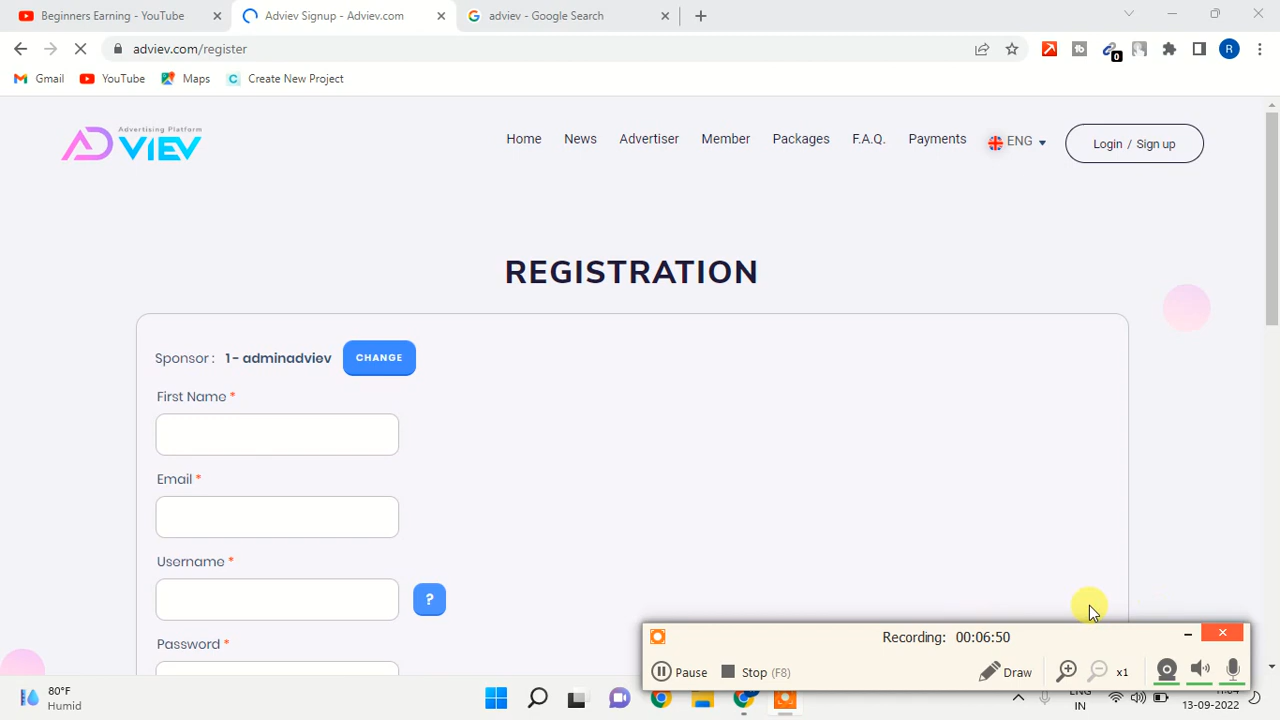 Beginners Earning - YouTube
Adviev Signup - Adviev.com
adviev - Google Search
adviev.com/register
0
R
Gmail
YouTube
Maps
Create New Project
Advertising Platform
AD VIEV
Home
News
Advertiser
Member
Packages
F.A.Q.
Payments
ENG
Login / Sign up
REGISTRATION
Sponsor : 1 - adminadviev
CHANGE
First Name *
Email *
Username *
?
Password *
Recording: 00:06:50
Pause
Stop (F8)
Draw
x1
80°F
Humid
ENG
IN
13-09-2022